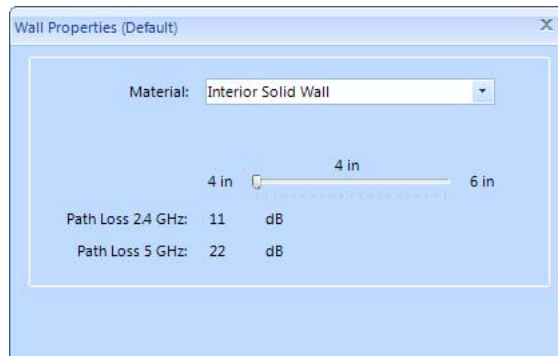 Wall Properties (Default)
Material: Interior Solid Wall
4 in
4 in 6 in
Path Loss 2.4 GHz: 11 dB
Path Loss 5 GHz: 22 dB